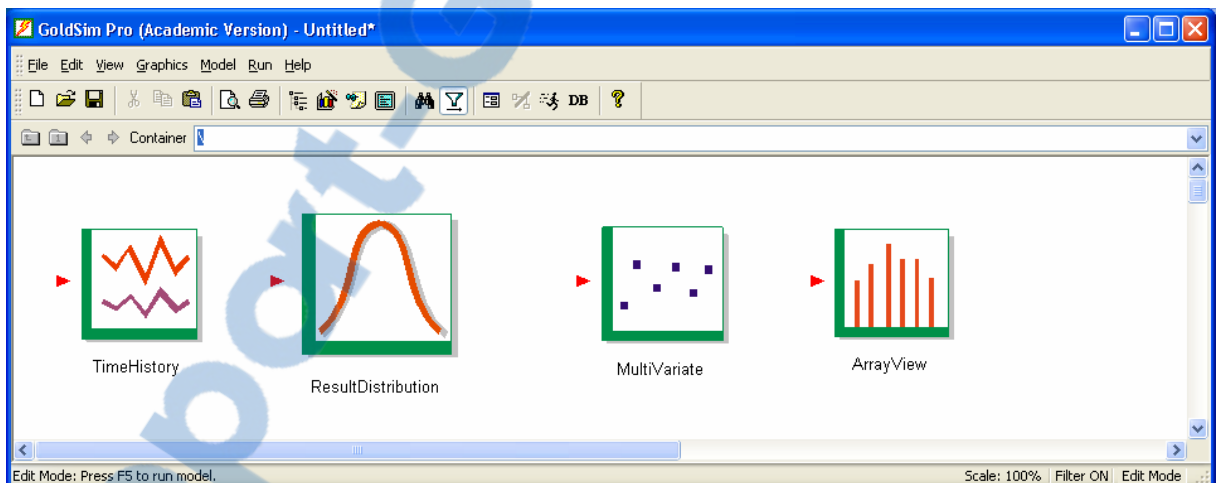 GoldSim Pro (Academic Version) - Untitled*
File Edit View Graphics Model Run Help
DB
Container \
TimeHistory
ResultDistribution
MultiVariate
ArrayView
Edit Mode: Press F5 to run model. Scale: 100% Filter ON Edit Mode